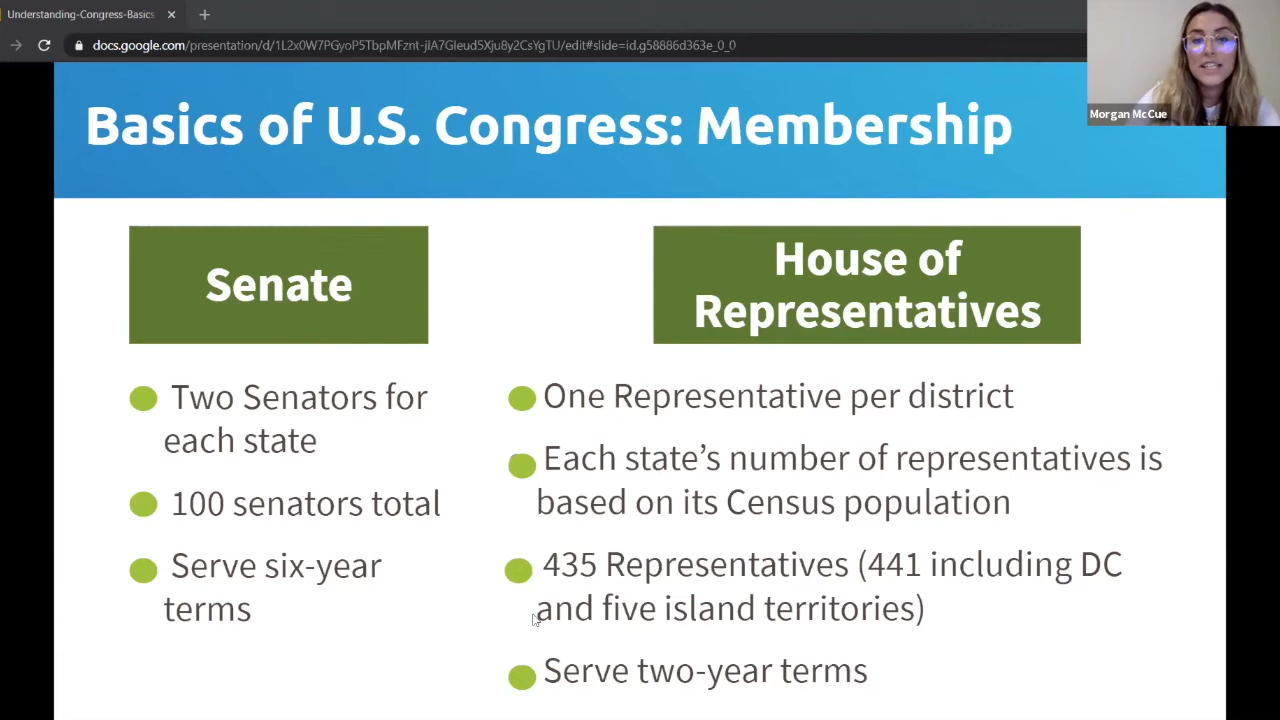 Understanding-Congress-Basics
docs.google.com/presentation/d/1L2x0W7PGyoP5TbpMFznt-jIA7Gleud5Xju8y2CsYgTU/edit#slide=id.g58886d363e_0_0
Morgan McCue
Basics of U.S. Congress: Membership
Senate
Two Senators for
each state
100 senators total
Serve six-year
terms
House of
Representatives
One Representative per district
Each state’s number of representatives is
based on its Census population
435 Representatives (441 including DC
and five island territories)
Serve two-year terms